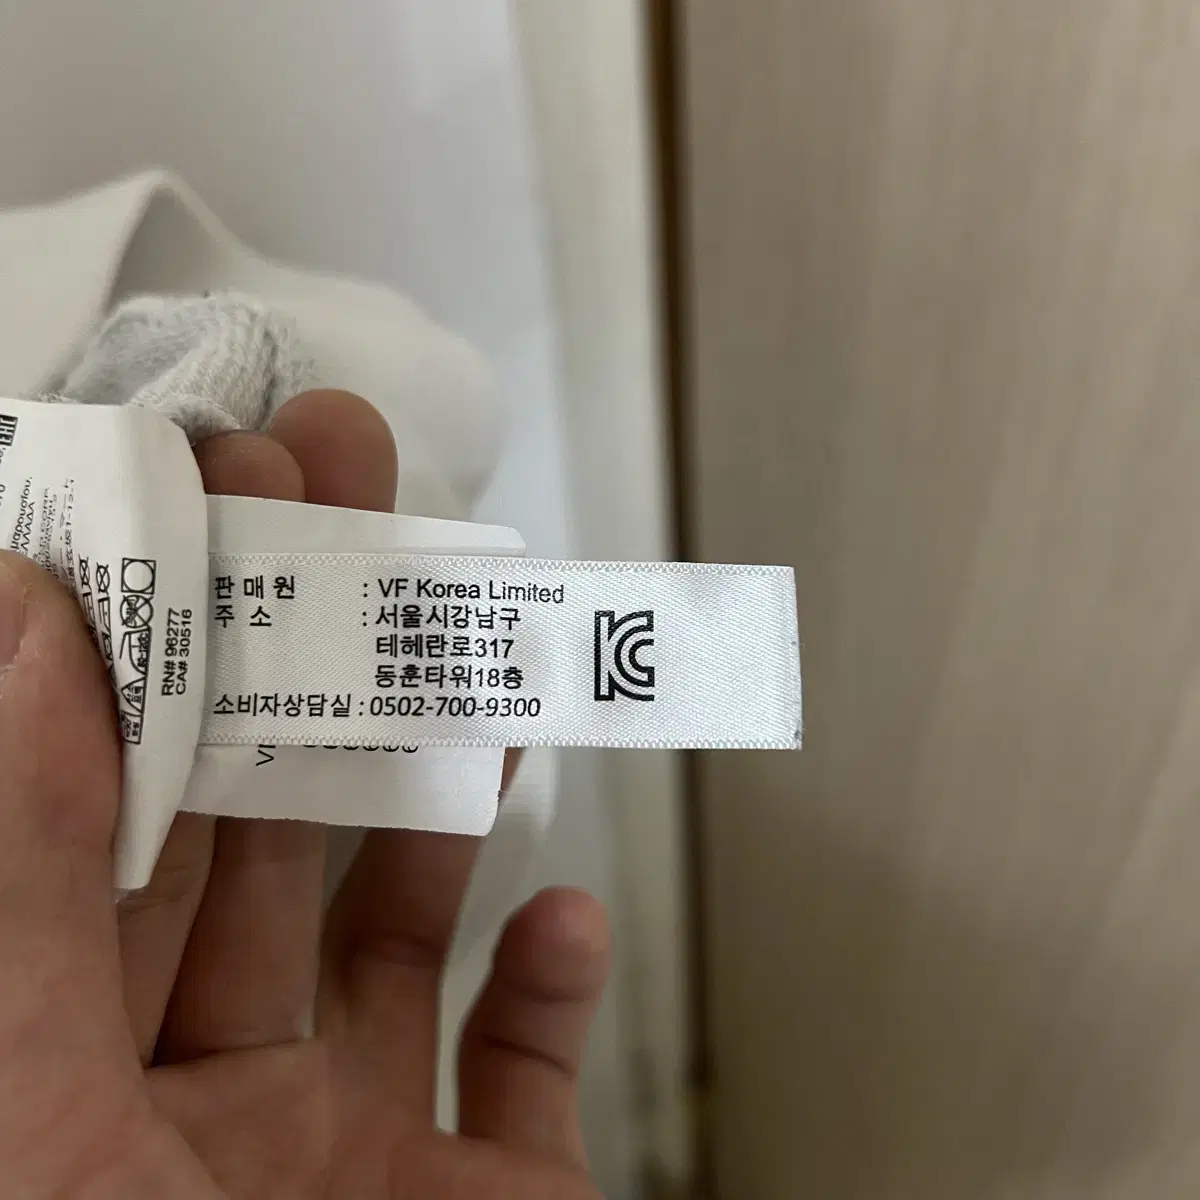 판 매 원 : VF Korea Limited
주 소 : 서울시강남구
테헤란로317
동훈타워18층
소비자상담실 : 0502-700-9300
RN# 96277
CA# 30516